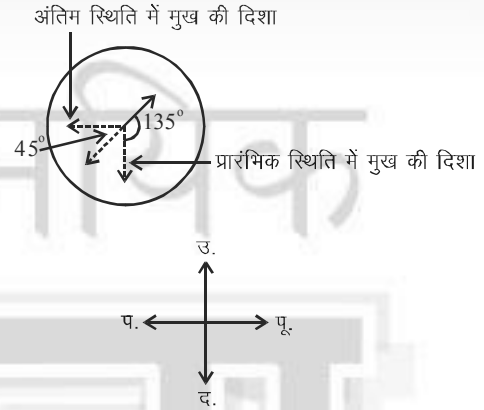 अंतिम स्थिति में मुख की दिशा
135°
45°
प्रारंभिक स्थिति में मुख की दिशा
उ.
प. पू.
द.